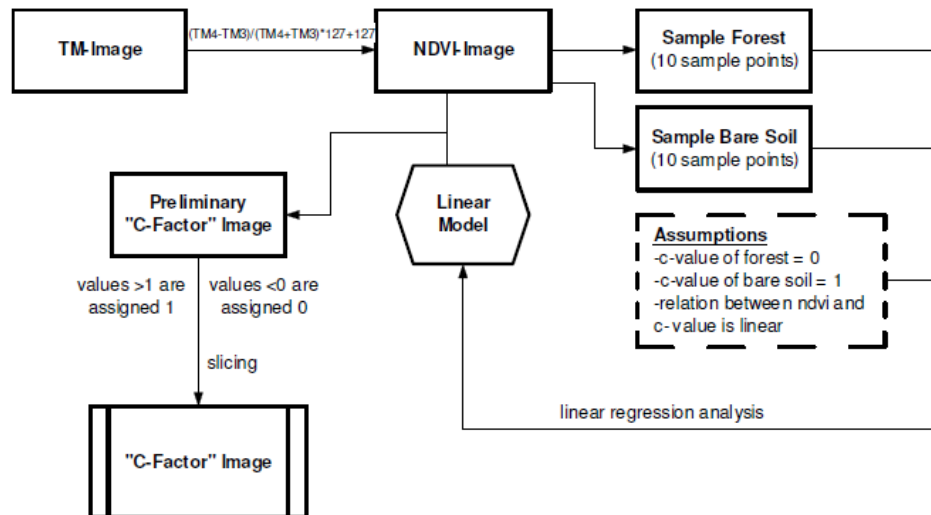 TM-Image
(TM4-TM3)/(TM4+TM3)*127+127
NDVI-Image
Sample Forest
(10 sample points)
Sample Bare Soil
(10 sample points)
Preliminary
"C-Factor" Image
Linear
Model
Assumptions
-c-value of forest = 0
-c-value of bare soil = 1
-relation between ndvi and
c-value is linear
values >1 are
assigned 1
values <0 are
assigned 0
slicing
linear regression analysis
"C-Factor" Image